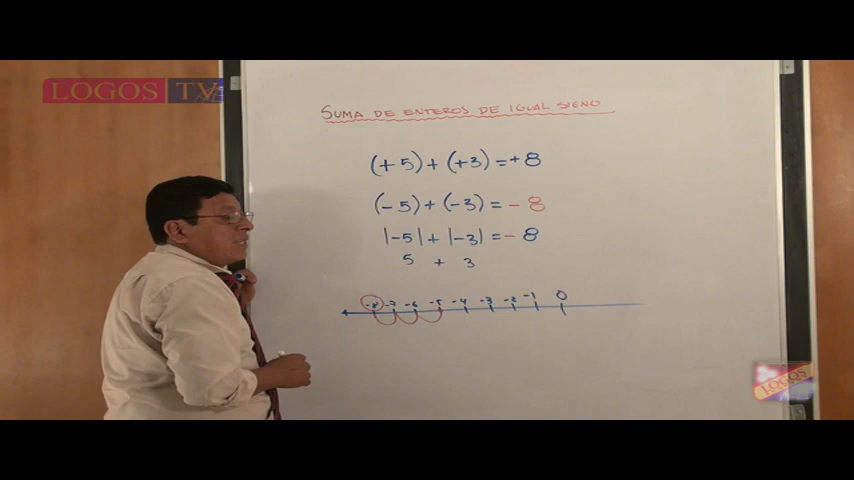 LOGOS TV
SUMA DE ENTEROS DE IGUAL SIGNO
(+5) + (+3) = +8
(-5) + (-3) = -8
|-5| + |-3| = -8
5 + 3
-8 -7 -6 -5 -4 -3 -2 -1 0
LOGOS